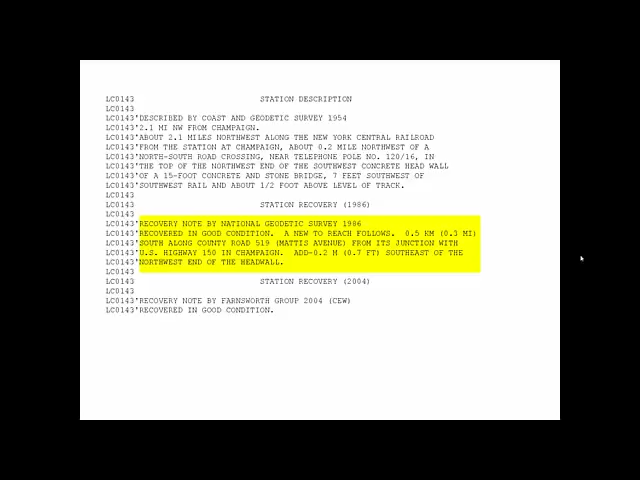 LC0143 STATION DESCRIPTION
LC0143
LC0143'DESCRIBED BY COAST AND GEODETIC SURVEY 1954
LC0143'2.1 MI NW FROM CHAMPAIGN.
LC0143'ABOUT 2.1 MILES NORTHWEST ALONG THE NEW YORK CENTRAL RAILROAD
LC0143'FROM THE STATION AT CHAMPAIGN, ABOUT 0.2 MILE NORTHWEST OF A
LC0143'NORTH-SOUTH ROAD CROSSING, NEAR TELEPHONE POLE NO. 120/16, IN
LC0143'THE TOP OF THE NORTHWEST END OF THE SOUTHWEST CONCRETE HEAD WALL
LC0143'OF A 15-FOOT CONCRETE AND STONE BRIDGE, 7 FEET SOUTHWEST OF
LC0143'SOUTHWEST RAIL AND ABOUT 1/2 FOOT ABOVE LEVEL OF TRACK.
LC0143
LC0143 STATION RECOVERY (1986)
LC0143
LC0143'RECOVERY NOTE BY NATIONAL GEODETIC SURVEY 1986
LC0143'RECOVERED IN GOOD CONDITION. A NEW TO REACH FOLLOWS. 0.5 KM (0.3 MI)
LC0143'SOUTH ALONG COUNTY ROAD 519 (MATTIS AVENUE) FROM ITS JUNCTION WITH
LC0143'U.S. HIGHWAY 150 IN CHAMPAIGN. ADD-0.2 M (0.7 FT) SOUTHEAST OF THE
LC0143'NORTHWEST END OF THE HEADWALL.
LC0143
LC0143 STATION RECOVERY (2004)
LC0143
LC0143'RECOVERY NOTE BY FARNSWORTH GROUP 2004 (CEW)
LC0143'RECOVERED IN GOOD CONDITION.